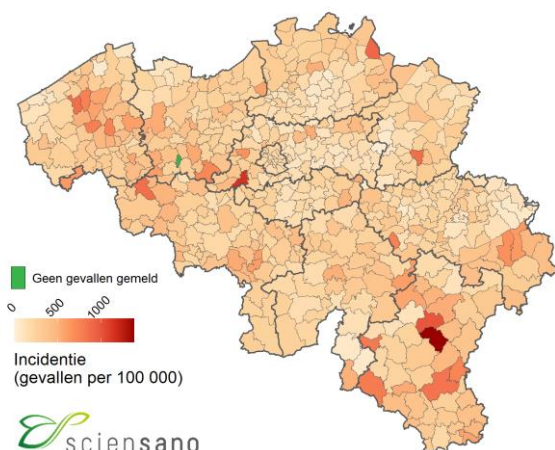 Geen gevallen gemeld
0
500
1000
Incidentie
(gevallen per 100 000)
sciensano